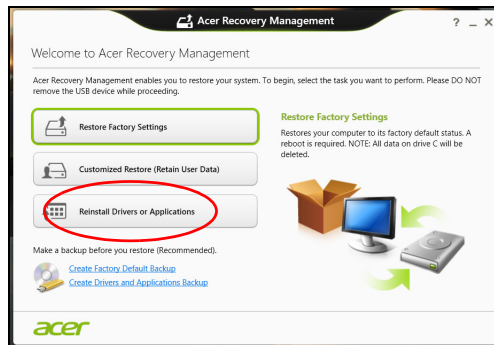 Acer Recovery Management
? _ X
Welcome to Acer Recovery Management
Acer Recovery Management enables you to restore your system. To begin, select the task you want to perform. Please DO NOT
remove the USB device while proceeding.
Restore Factory Settings
Customized Restore (Retain User Data)
Reinstall Drivers or Applications
Restore Factory Settings
Restores your computer to its factory default status. A
reboot is required. NOTE: All data on drive C will be
deleted.
Make a backup before you restore (Recommended).
Create Factory Default Backup
Create Drivers and Applications Backup
acer